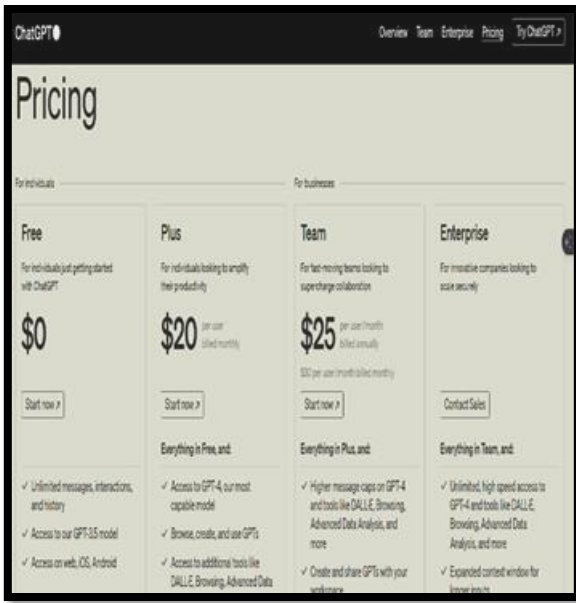 ChatGPT
Overview Team Enterprise Pricing Try ChatGPT ↗
Pricing
For individuals
For businesses
Free
For individuals just getting started
with ChatGPT
$0
Start now ↗
✓ Unlimited messages, interactions,
and history
✓ Access to our GPT-3.5 model
✓ Access on web, iOS, Android
Plus
For individuals looking to amplify
their productivity
$20 per user
billed monthly
Start now ↗
Everything in Free, and:
✓ Access to GPT-4, our most
capable model
✓ Browse, create, and use GPTs
✓ Access to additional tools like
DALL·E, Browsing, Advanced Data
Team
For fast-moving teams looking to
supercharge collaboration
$25 per user/month
billed annually
$30 per user/month billed monthly
Start now ↗
Everything in Plus, and:
✓ Higher message caps on GPT-4
and tools like DALL·E, Browsing,
Advanced Data Analysis, and
more
✓ Create and share GPTs with your
workspace
Enterprise
For innovative companies looking to
scale securely
Contact Sales
Everything in Team, and:
✓ Unlimited, high speed access to
GPT-4 and tools like DALL·E,
Browsing, Advanced Data
Analysis, and more
✓ Expanded context window for
longer inputs